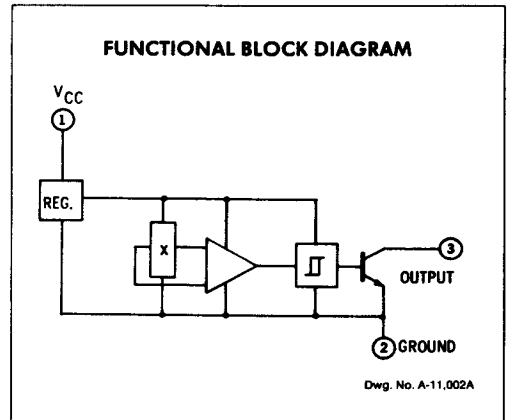 FUNCTIONAL BLOCK DIAGRAM
VCC
1
REG.
X
3
OUTPUT
2 GROUND
Dwg. No. A-11,002A